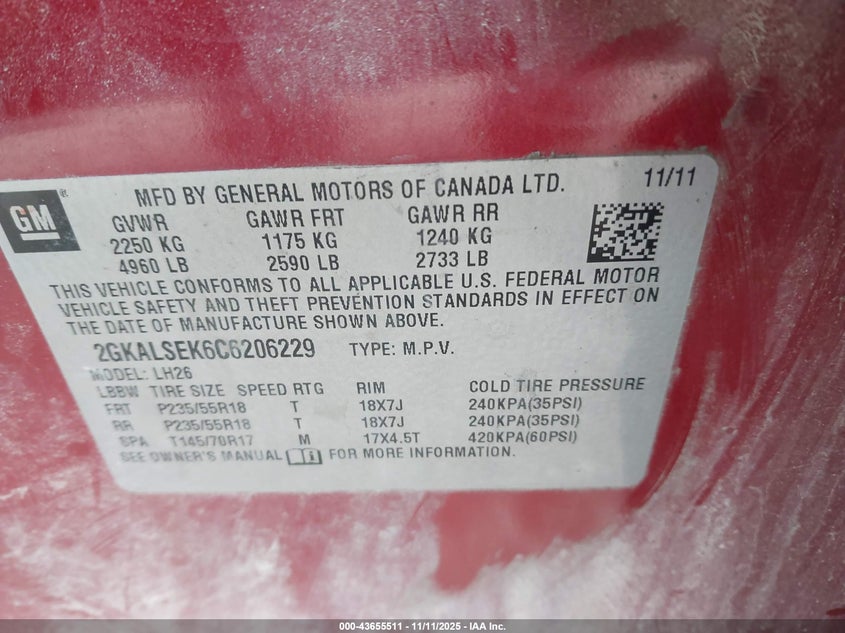 GM
MFD BY GENERAL MOTORS OF CANADA LTD. 11/11
GVWR GAWR FRT GAWR RR
2250 KG 1175 KG 1240 KG
4960 LB 2590 LB 2733 LB
THIS VEHICLE CONFORMS TO ALL APPLICABLE U.S. FEDERAL MOTOR
VEHICLE SAFETY AND THEFT PREVENTION STANDARDS IN EFFECT ON
THE DATE OF MANUFACTURE SHOWN ABOVE.
2GKALSEK6C6206229 TYPE: M.P.V.
MODEL: LH26
LBBW TIRE SIZE SPEED RTG RIM COLD TIRE PRESSURE
FRT P235/55R18 T 18X7J 240KPA(35PSI)
RR P235/55R18 T 18X7J 240KPA(35PSI)
SPA T145/70R17 M 17X4.5T 420KPA(60PSI)
SEE OWNER'S MANUAL FOR MORE INFORMATION.
000-43655511 - 11/11/2025 - IAA Inc.